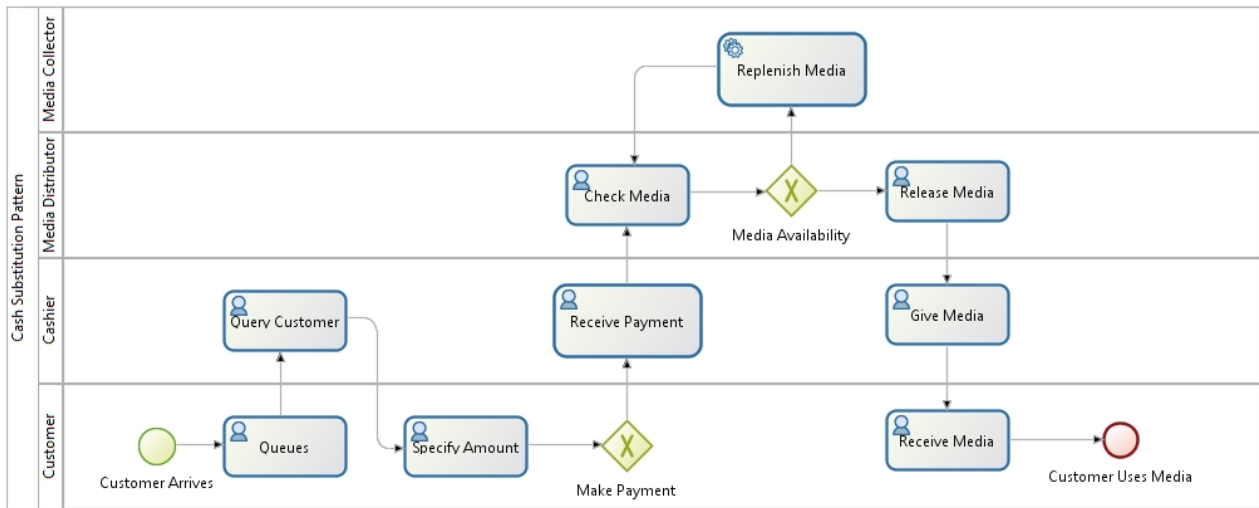 Cash Substitution Pattern
Media Collector
Replenish Media
Media Distributor
Check Media
Media Availability
Release Media
Cashier
Query Customer
Receive Payment
Give Media
Customer
Customer Arrives
Queues
Specify Amount
Make Payment
Receive Media
Customer Uses Media